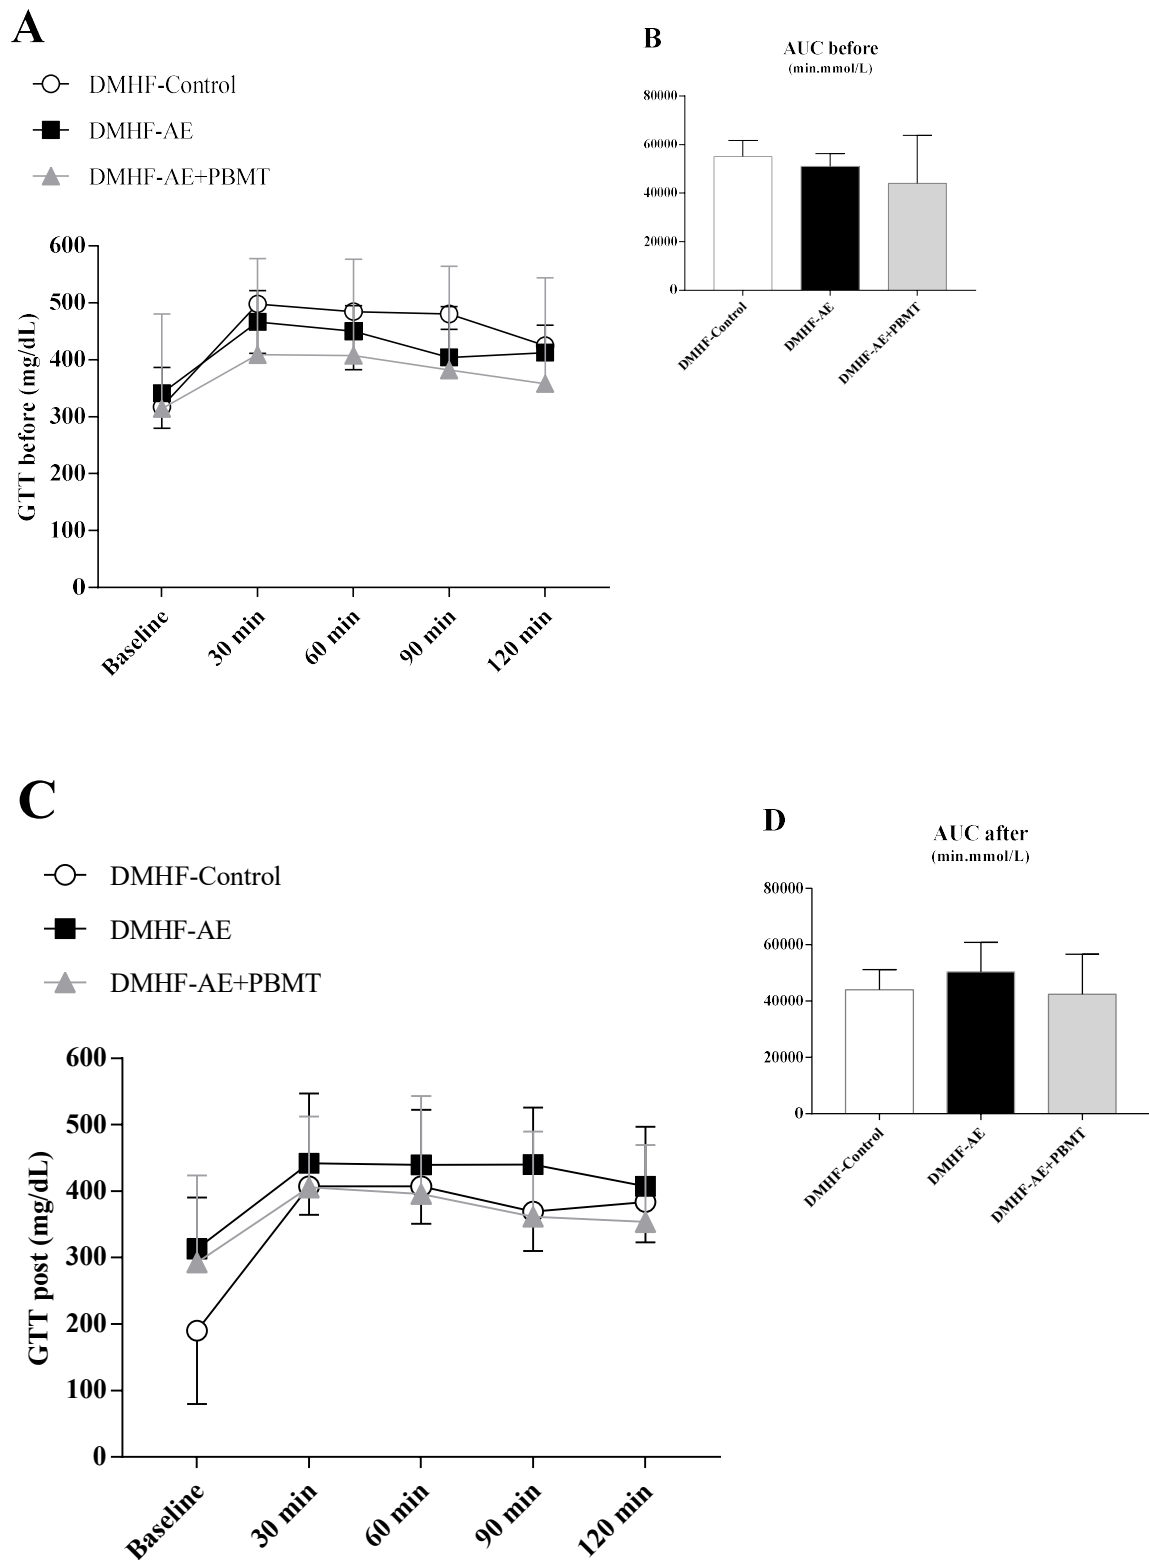 A
DMHF-Control
DMHF-AE
DMHF-AE+PBMT
GTT before (mg/dL)
600
500
400
300
200
100
0
Baseline
30 min
60 min
90 min
120 min
B
AUC before
(min.mmol/L)
80000
60000
40000
20000
0
DMHF-Control
DMHF-AE
DMHF-AE+PBMT
C
DMHF-Control
DMHF-AE
DMHF-AE+PBMT
GTT post (mg/dL)
600
500
400
300
200
100
0
Baseline
30 min
60 min
90 min
120 min
D
AUC after
(min.mmol/L)
80000
60000
40000
20000
0
DMHF-Control
DMHF-AE
DMHF-AE+PBMT